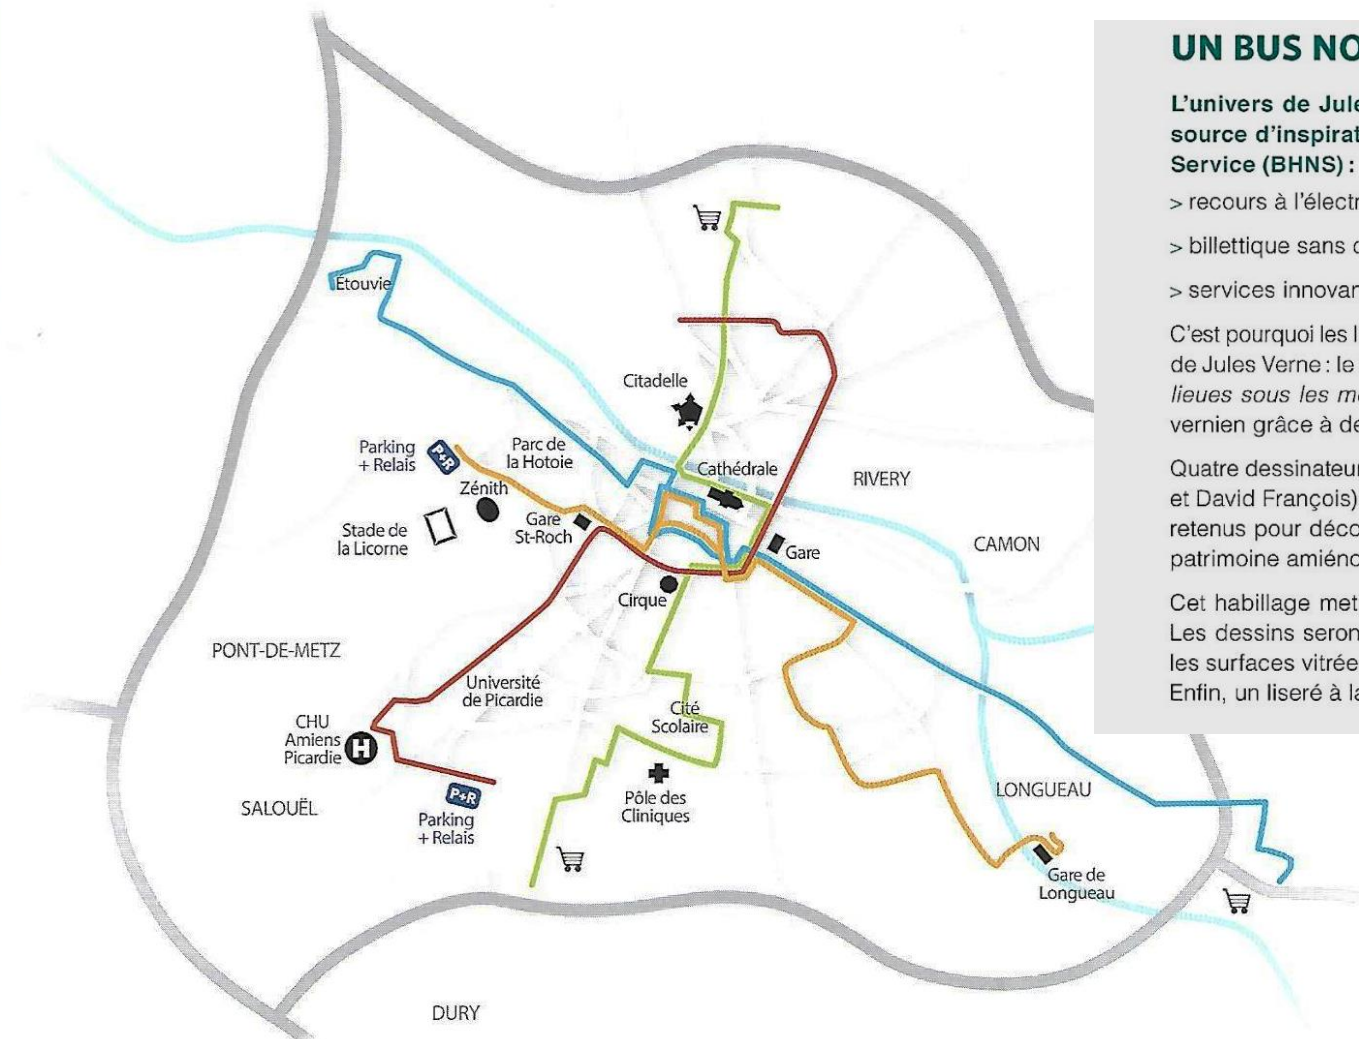 Étouvie
Citadelle
Parking
+ Relais
P+R
Parc de
la Hotoie
Zénith
Stade de
la Licorne
Gare
St-Roch
Cathédrale
RIVERY
Gare
CAMON
Cirque
PONT-DE-METZ
Université
de Picardie
Cité
Scolaire
CHU
Amiens
Picardie
H
SALOUËL
P+R
Parking
+ Relais
Pôle des
Cliniques
LONGUEAU
Gare de
Longueau
DURY
UN BUS NO
L'univers de Jule
source d'inspirat
Service (BHNS) :
> recours à l'électr
> billettique sans c
> services innovan
C'est pourquoi les l
de Jules Verne : le
lieues sous les me
vernien grâce à de
Quatre dessinateur
et David François)
retenus pour décо
patrimoine amiéno
Cet habillage met
Les dessins seron
les surfaces vitrée
Enfin, un liseré à la